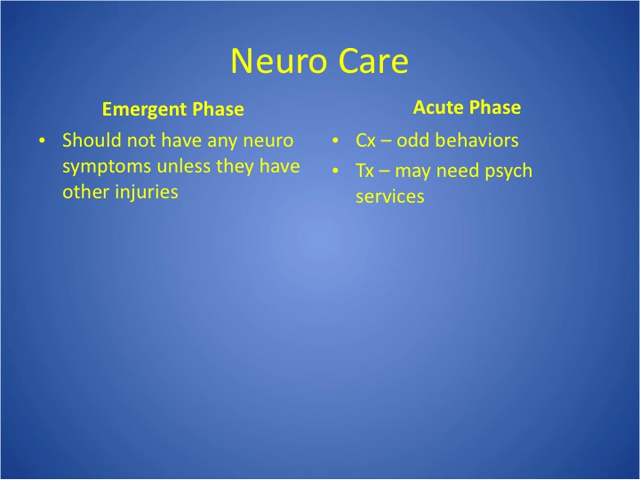 Neuro Care
Emergent Phase
• Should not have any neuro
symptoms unless they have
other injuries
Acute Phase
• Cx – odd behaviors
• Tx – may need psych
services